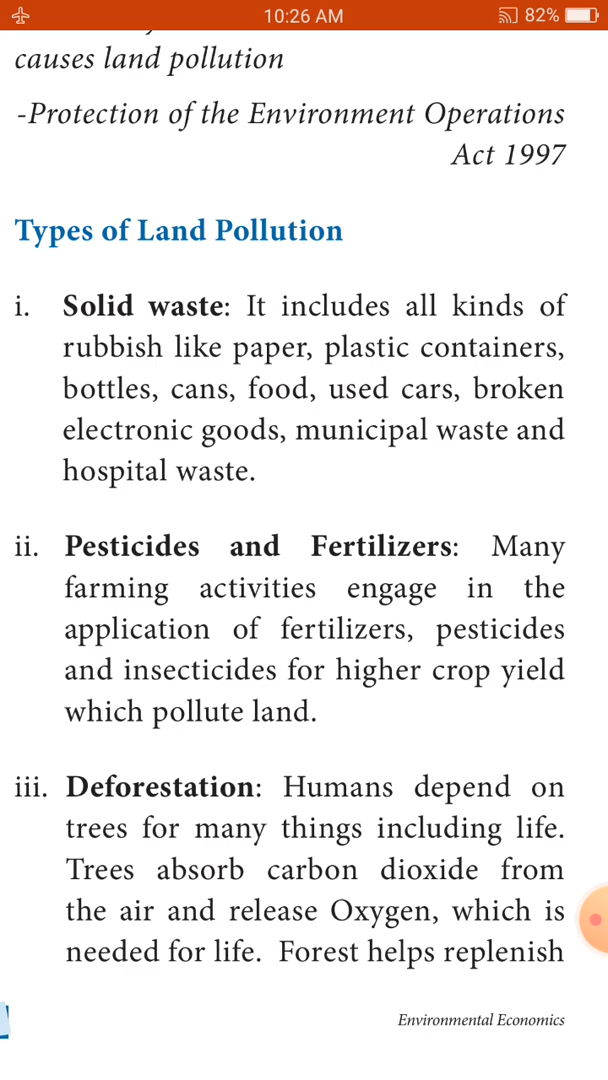 10:26 AM
82%
causes land pollution
-Protection of the Environment Operations
Act 1997
Types of Land Pollution
i. Solid waste: It includes all kinds of
rubbish like paper, plastic containers,
bottles, cans, food, used cars, broken
electronic goods, municipal waste and
hospital waste.
ii. Pesticides and Fertilizers: Many
farming activities engage in the
application of fertilizers, pesticides
and insecticides for higher crop yield
which pollute land.
iii. Deforestation: Humans depend on
trees for many things including life.
Trees absorb carbon dioxide from
the air and release Oxygen, which is
needed for life. Forest helps replenish
Environmental Economics